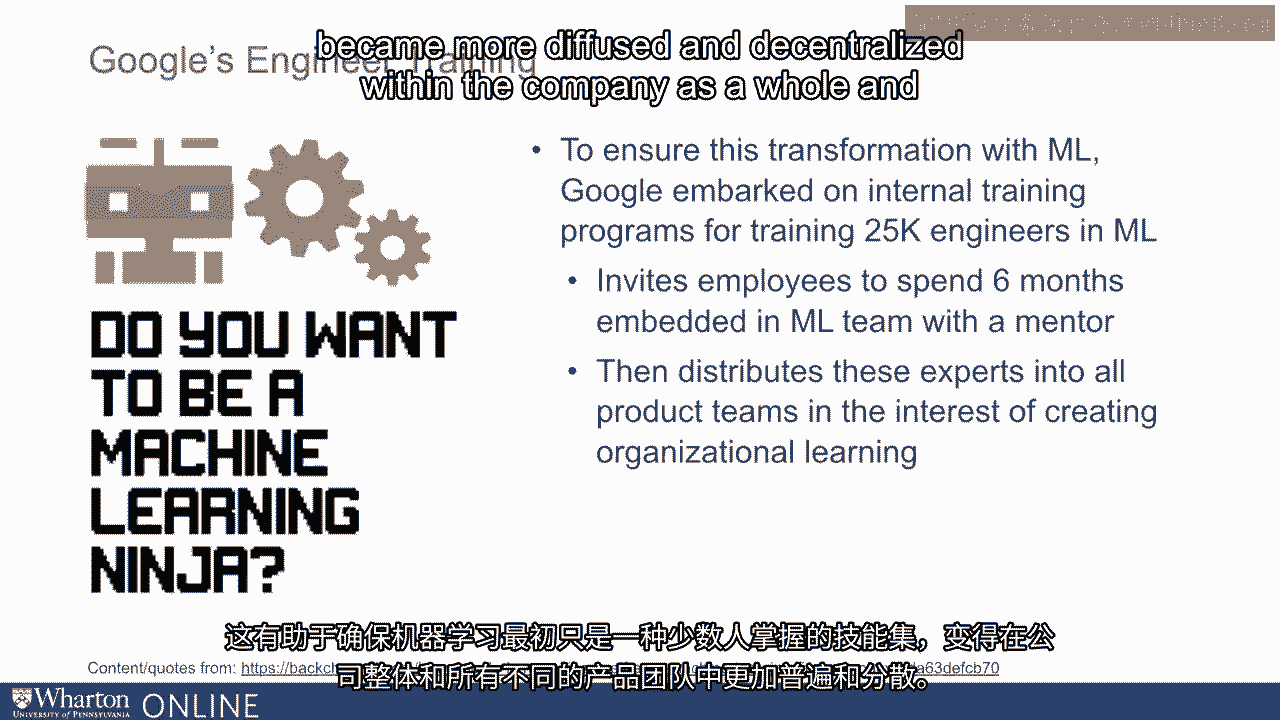 became more diffused and decentralized
within the company as a whole and
Google's Engineer Training
• To ensure this transformation with ML,
Google embarked on internal training
programs for training 25K engineers in ML
• Invites employees to spend 6 months
embedded in ML team with a mentor
• Then distributes these experts into all
product teams in the interest of creating
organizational learning
DO YOU WANT
TO BE A
MACHINE
LEARNING
NINJA?
这有助于确保机器学习最初只是一种少数人掌握的技能集，变得在公
司整体和所有不同的产品团队中更加普遍和分散。
Content/quotes from: https://backch
Wharton
UNIVERSITY of PENNSYLVANIA
ONLINE